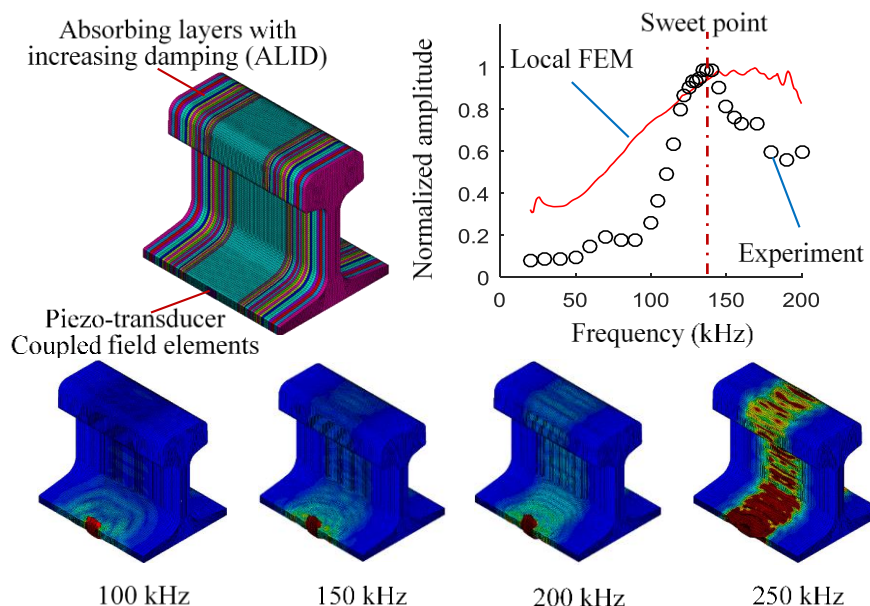 Absorbing layers with
increasing damping (ALID)
Piezo-transducer
Coupled field elements
Sweet point
Local FEM
Experiment
Normalized amplitude
1
0.8
0.6
0.4
0.2
0
0
50
100
150
200
Frequency (kHz)
100 kHz
150 kHz
200 kHz
250 kHz